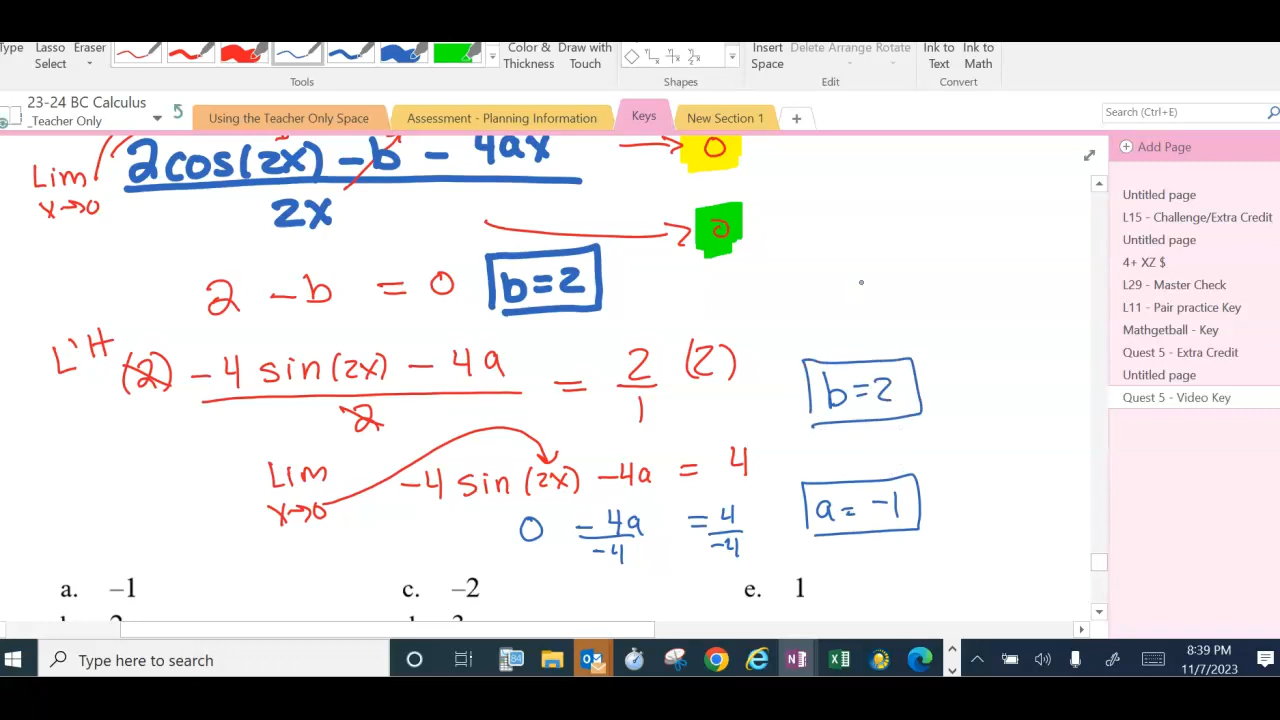 Type Lasso Select Eraser Color & Thickness Draw with Touch Insert Space Delete Arrange Rotate Ink to Text Ink to Math
Tools Shapes Edit Convert
23-24 BC Calculus
_Teacher Only
Using the Teacher Only Space Assessment - Planning Information Keys New Section 1 + Search (Ctrl+E)
Add Page
Untitled page
L15 - Challenge/Extra Credit
Untitled page
4+ XZ $
L29 - Master Check
L11 - Pair practice Key
Mathgetball - Key
Quest 5 - Extra Credit
Untitled page
Quest 5 - Video Key
2cos(2x) - b - 4ax → 0
Lim
x→0
2x → 0
2 - b = 0 b=2
L'H (2) -4 sin(2x) - 4a = 2 (2)
2 1
b=2
Lim -4 sin(2x) -4a = 4
x→0
a= -1
0 -4a = 4
-4 -4
a. –1 c. –2 e. 1
Type here to search
84
8:39 PM
11/7/2023